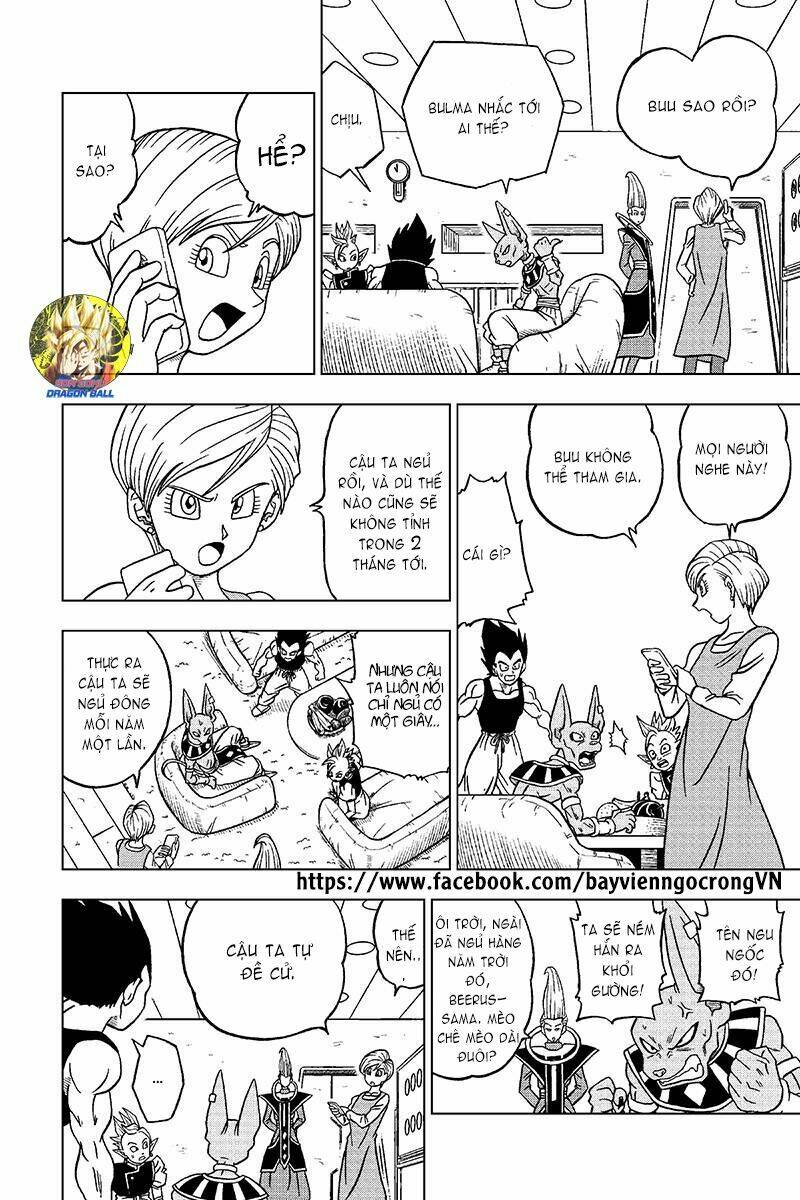 BUU SAO RỒI?
BULMA NHẮC TỚI
AI THẾ?
CHỊU.
HỂ?
TẠI
SAO?
SON GOKU
DRAGON BALL
MỌI NGƯỜI
NGHE NÀY!
BUU KHÔNG
THỂ THAM GIA.
CÁI GÌ?
CẬU TA NGỦ
RỒI, VÀ DÙ THẾ
NÀO CŨNG SẼ
KHÔNG TỈNH
TRONG 2
THÁNG TỚI.
NHƯNG CẬU
TA LUÔN NÓI
CHỈ NGỦ CÓ
MỘT GIÂY...
THỰC RA
CẬU TA SẼ
NGỦ ĐÔNG
MỖI NĂM
MỘT LẦN.
https://www.facebook.com/bayvienngocrongVN
TÊN NGU
NGỐC
ĐÓ!
TA SẼ NÉM
HẮN RA
KHỎI
GƯỜNG!
ÔI TRỜI, NGÀI
ĐÃ NGỦ HÀNG
NĂM TRỜI
ĐÓ,
BEERUS-
SAMA. MÈO
CHÊ MÈO DÀI
ĐUÔI?
THẾ
NÊN..
CẬU TA TỰ
ĐỀ CỬ.
...